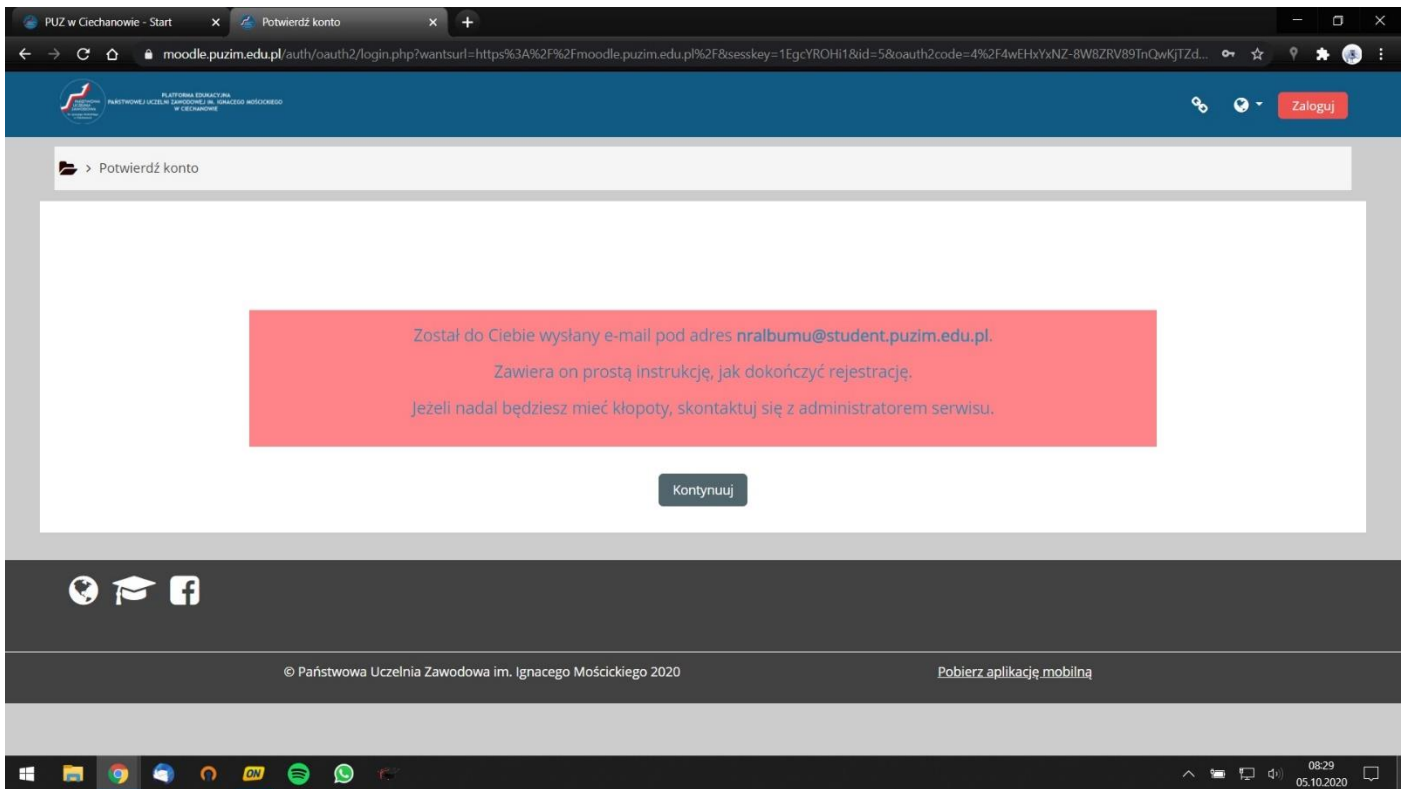 PUZ w Ciechanowie - Start
Potwierdź konto
moodle.puzim.edu.pl/auth/oauth2/login.php?wantsurl=https%3A%2F%2Fmoodle.puzim.edu.pl%2F&sesskey=1EgcYROHi1&id=5&oauth2code=4%2F4wEHxYxNZ-8W8ZRV89TnQwKjTZd...
PLATFORMA EDUKACYJNA
PAŃSTWOWEJ UCZELNI ZAWODOWEJ IM. IGNACEGO MOŚCICKIEGO
W CIECHANOWIE
Zaloguj
> Potwierdź konto
Został do Ciebie wysłany e-mail pod adres nralbumu@student.puzim.edu.pl.
Zawiera on prostą instrukcję, jak dokończyć rejestrację.
Jeżeli nadal będziesz mieć kłopoty, skontaktuj się z administratorem serwisu.
Kontynuuj
© Państwowa Uczelnia Zawodowa im. Ignacego Mościckiego 2020
Pobierz aplikację mobilną
ON
08:29
05.10.2020